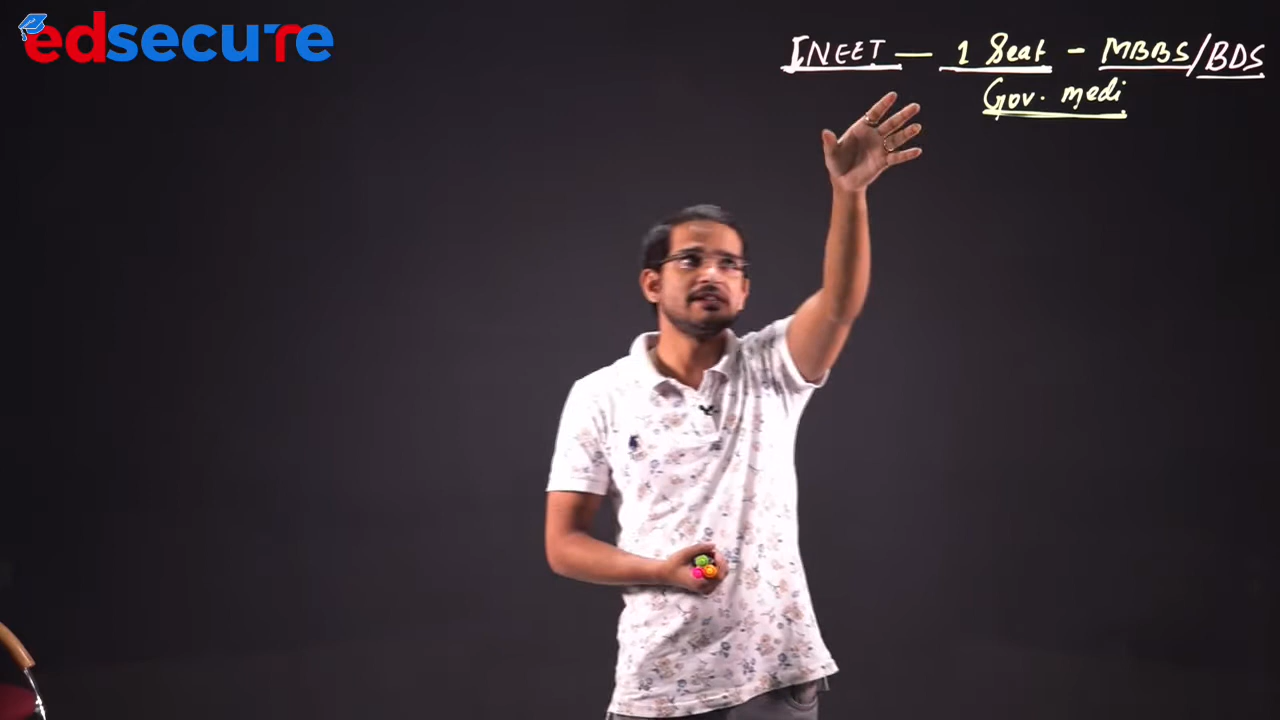 edsecure
NEET — 1 Seat - MBBS/BDS
Gov. medi